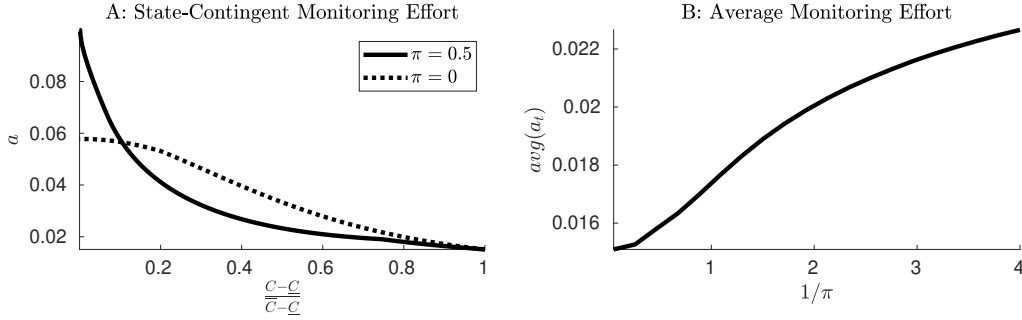 A: State-Contingent Monitoring Effort
a
0.08
0.06
0.04
0.02
π = 0.5
π = 0
0.2
0.4
0.6
0.8
1
C−C̲
C̅−C̲
B: Average Monitoring Effort
avg(a_t)
0.022
0.02
0.018
0.016
1
2
3
4
1/π